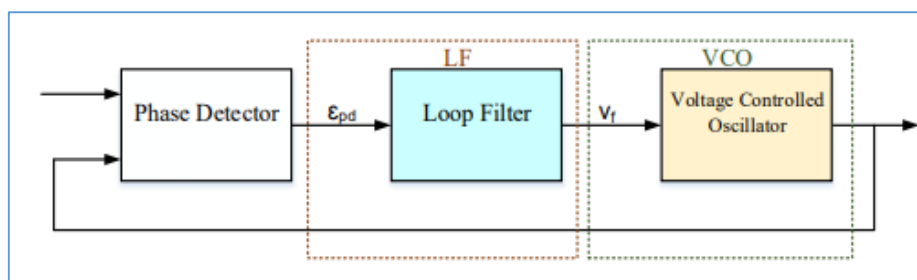 LF
VCO
Phase Detector
εpd
Loop Filter
vf
Voltage Controlled
Oscillator